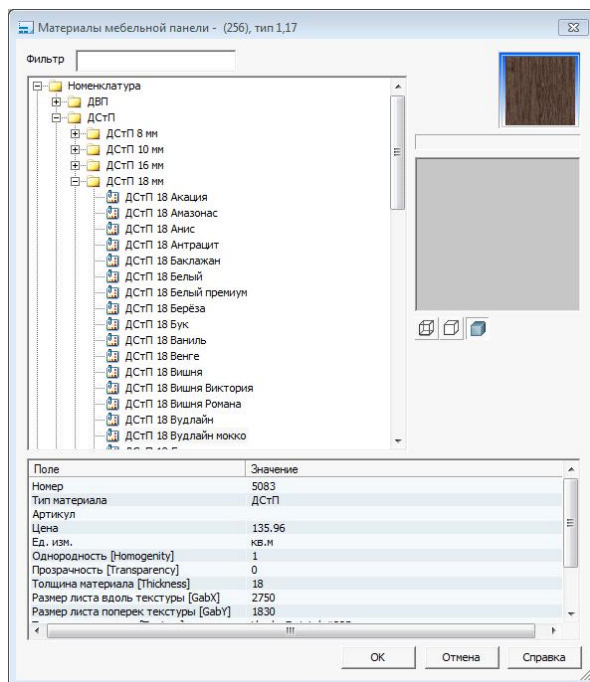 Материалы мебельной панели - (256), тип 1,17
Фильтр
Номенклатура
ДВП
ДСтП
ДСтП 8 мм
ДСтП 10 мм
ДСтП 16 мм
ДСтП 18 мм
ДСтП 18 Акация
ДСтП 18 Амазонас
ДСтП 18 Анис
ДСтП 18 Антрацит
ДСтП 18 Баклажан
ДСтП 18 Белый
ДСтП 18 Белый премиум
ДСтП 18 Берёза
ДСтП 18 Бук
ДСтП 18 Ваниль
ДСтП 18 Венге
ДСтП 18 Вишня
ДСтП 18 Вишня Виктория
ДСтП 18 Вишня Романа
ДСтП 18 Вудлайн
ДСтП 18 Вудлайн мокко
Поле Значение
Номер 5083
Тип материала ДСтП
Артикул
Цена 135.96
Ед. изм. кв.м
Однородность [Homogenity] 1
Прозрачность [Transparency] 0
Толщина материала [Thickness] 18
Размер листа вдоль текстуры [GabX] 2750
Размер листа поперек текстуры [GabY] 1830
OK Отмена Справка